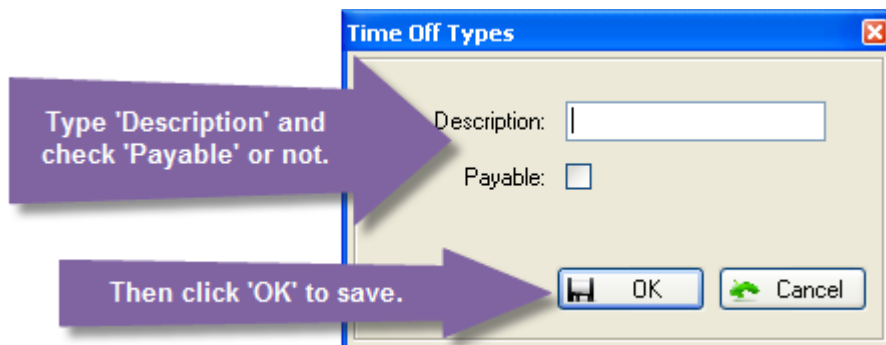 Time Off Types
Type 'Description' and
check 'Payable' or not.
Description:
Payable:
Then click 'OK' to save.
OK
Cancel